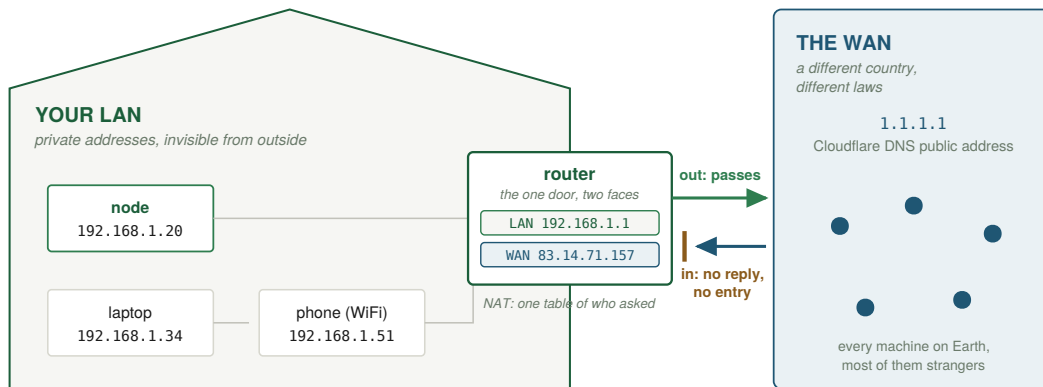 YOUR LAN
private addresses, invisible from outside
node
192.168.1.20
laptop
192.168.1.34
phone (WiFi)
192.168.1.51
router
the one door, two faces
LAN 192.168.1.1
WAN 83.14.71.157
NAT: one table of who asked
out: passes
in: no reply,
no entry
THE WAN
a different country,
different laws
1.1.1.1
Cloudflare DNS public address
every machine on Earth,
most of them strangers